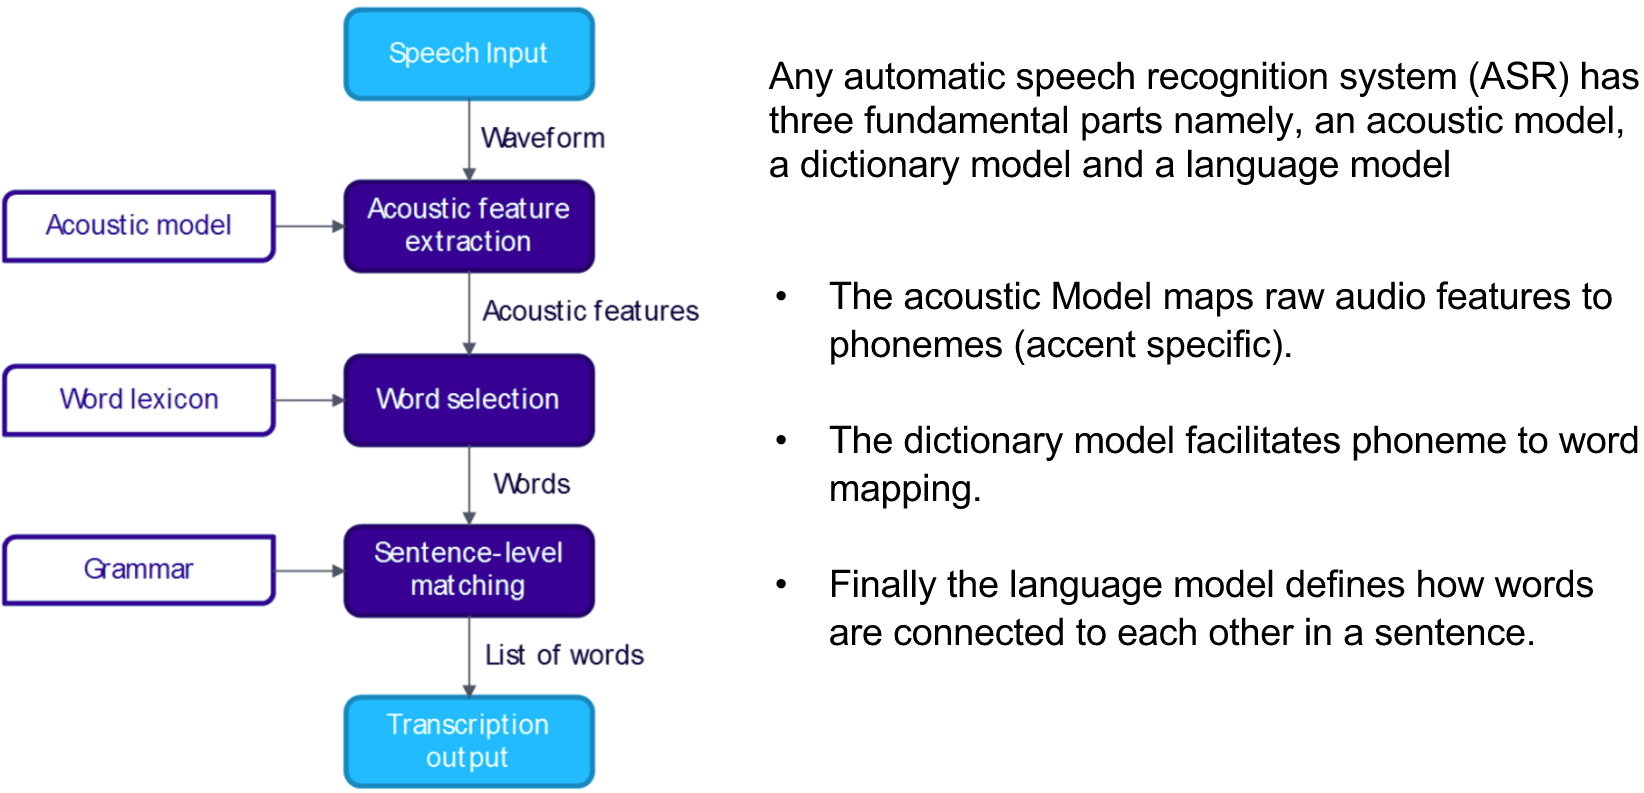 Speech Input
Waveform
Acoustic model
Acoustic feature
extraction
Acoustic features
Word lexicon
Word selection
Words
Grammar
Sentence-level
matching
List of words
Transcription
output
Any automatic speech recognition system (ASR) has
three fundamental parts namely, an acoustic model,
a dictionary model and a language model
• The acoustic Model maps raw audio features to
phonemes (accent specific).
• The dictionary model facilitates phoneme to word
mapping.
• Finally the language model defines how words
are connected to each other in a sentence.